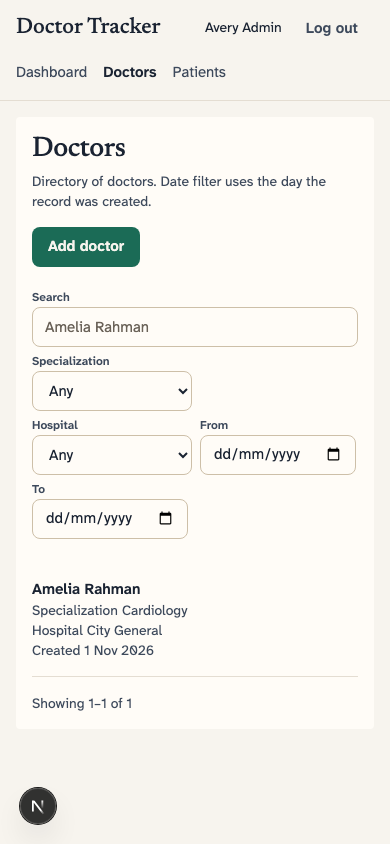 Doctor Tracker
Avery Admin
Log out
Dashboard Doctors Patients
Doctors
Directory of doctors. Date filter uses the day the
record was created.
Add doctor
Search
Amelia Rahman
Specialization
Any
Hospital
From
Any
dd/mm/yyyy
To
dd/mm/yyyy
Amelia Rahman
Specialization Cardiology
Hospital City General
Created 1 Nov 2026
Showing 1–1 of 1
N